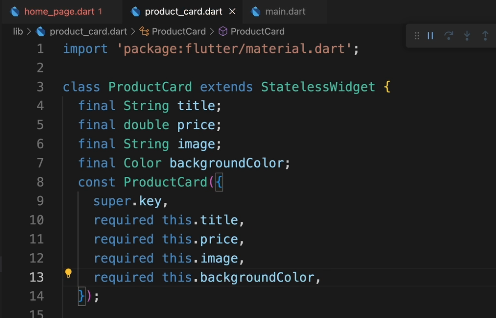 home_page.dart 1
product_card.dart
main.dart
lib > product_card.dart > ProductCard > ProductCard
1 import 'package:flutter/material.dart';
2
3 class ProductCard extends StatelessWidget {
4 final String title;
5 final double price;
6 final String image;
7 final Color backgroundColor;
8 const ProductCard({
9 super.key,
10 required this.title,
11 required this.price,
12 required this.image,
13 required this.backgroundColor,
14 });
15